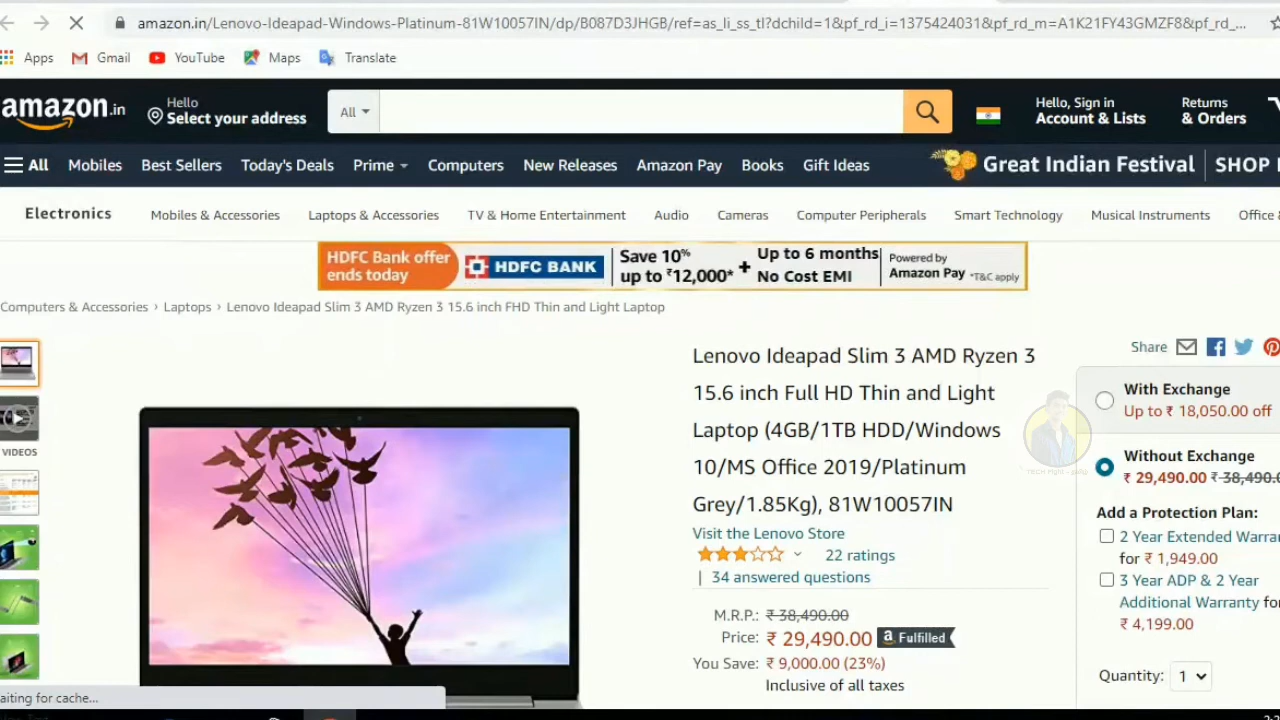 amazon.in/Lenovo-Ideapad-Windows-Platinum-81W10057IN/dp/B087D3JHGB/ref=as_li_ss_tl?dchild=1&pf_rd_i=1375424031&pf_rd_m=A1K21FY43GMZF8&pf_rd_...
Apps Gmail YouTube Maps Translate
amazon.in
Hello
Select your address
All
Hello, Sign in
Account & Lists
Returns
& Orders
All Mobiles Best Sellers Today's Deals Prime Computers New Releases Amazon Pay Books Gift Ideas Great Indian Festival SHOP
Electronics Mobiles & Accessories Laptops & Accessories TV & Home Entertainment Audio Cameras Computer Peripherals Smart Technology Musical Instruments Office
HDFC Bank offer
ends today
HDFC BANK
Save 10%
up to ₹12,000*
+
Up to 6 months
No Cost EMI
Powered by
Amazon Pay *T&C apply
Computers & Accessories › Laptops › Lenovo Ideapad Slim 3 AMD Ryzen 3 15.6 inch FHD Thin and Light Laptop
VIDEOS
Lenovo Ideapad Slim 3 AMD Ryzen 3
15.6 inch Full HD Thin and Light
Laptop (4GB/1TB HDD/Windows
10/MS Office 2019/Platinum
Grey/1.85Kg), 81W10057IN
Visit the Lenovo Store
22 ratings
| 34 answered questions
M.R.P.: ₹ 38,490.00
Price: ₹ 29,490.00 a Fulfilled
You Save: ₹ 9,000.00 (23%)
Inclusive of all taxes
Share
With Exchange
Up to ₹ 18,050.00 off
Without Exchange
₹ 29,490.00 ₹ 38,490.0
Add a Protection Plan:
2 Year Extended Warra
for ₹ 1,949.00
3 Year ADP & 2 Year
Additional Warranty fo
₹ 4,199.00
Quantity: 1
aiting for cache...